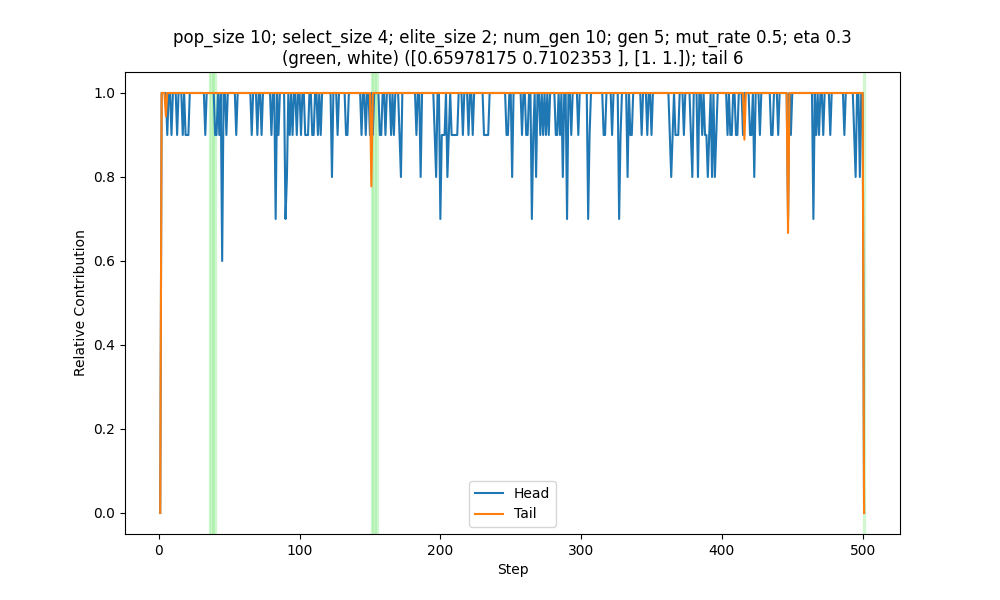 pop_size 10; select_size 4; elite_size 2; num_gen 10; gen 5; mut_rate 0.5; eta 0.3
(green, white) ([0.65978175 0.7102353 ], [1. 1.]); tail 6
Relative Contribution
1.0
0.8
0.6
0.4
0.2
0.0
Head
Tail
0
100
200
300
400
500
Step